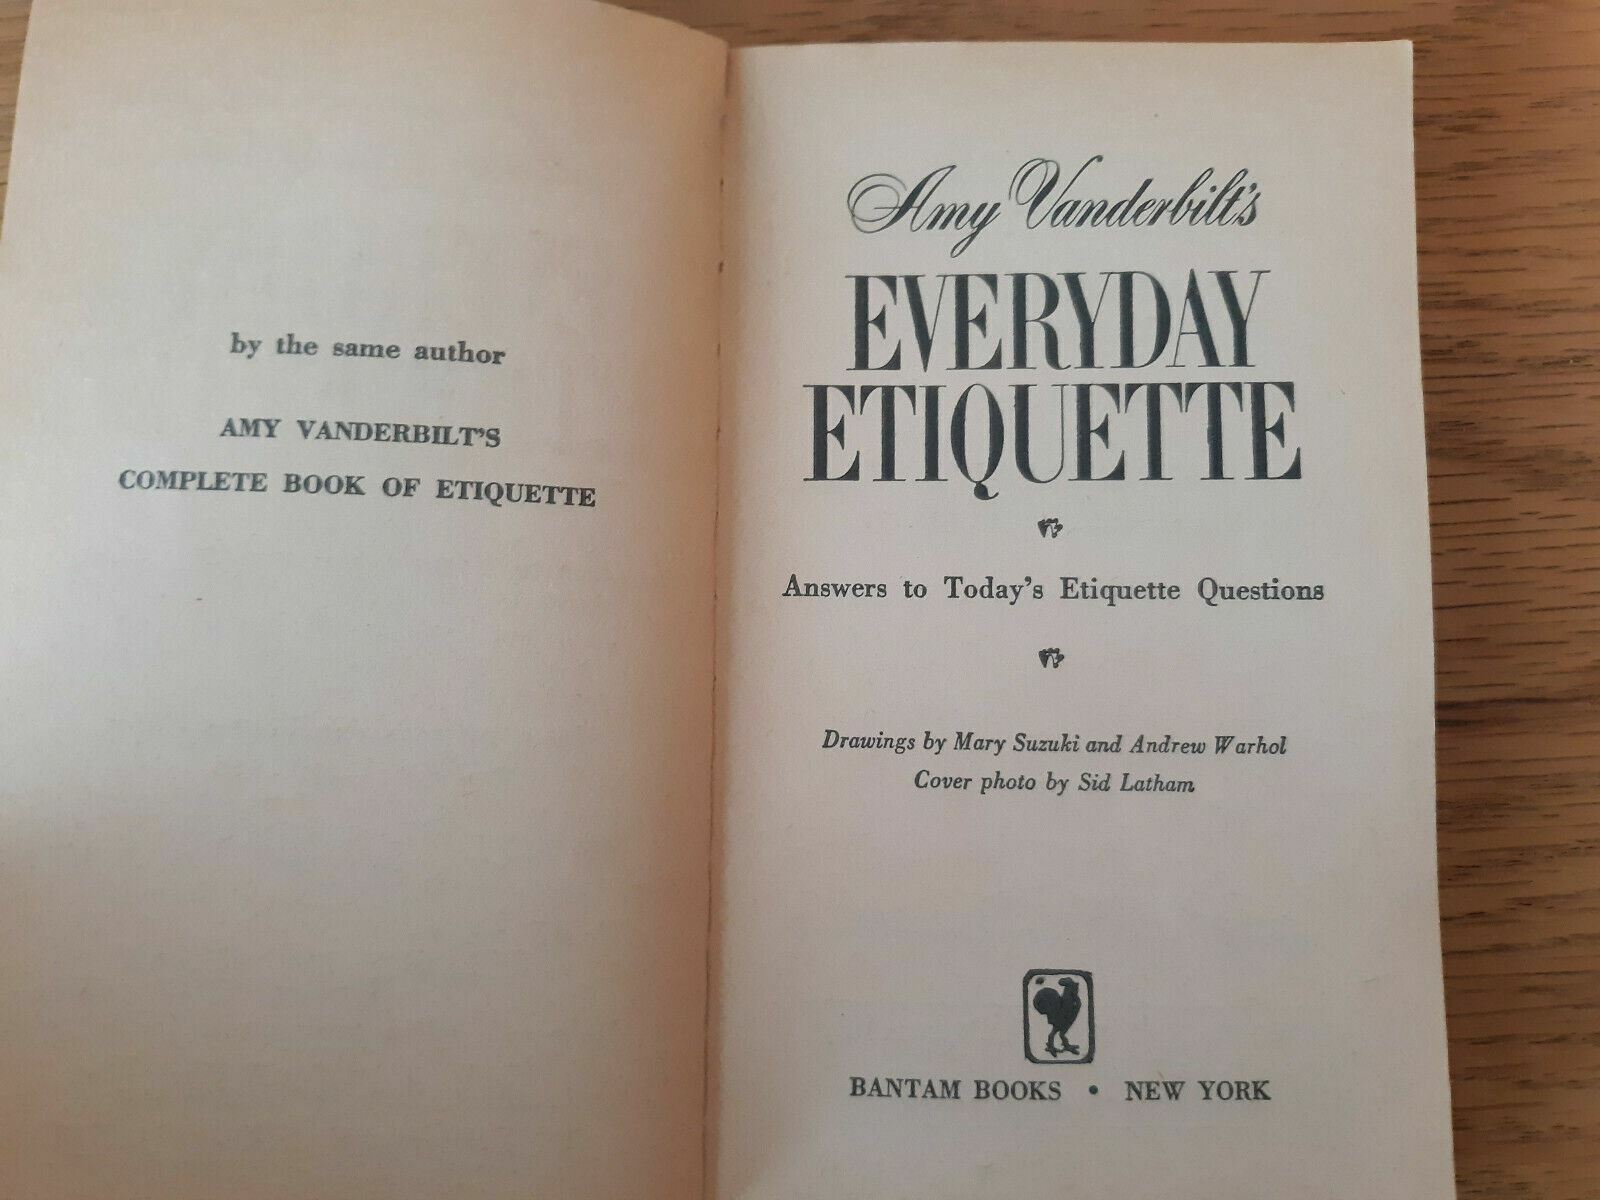 by the same author
AMY VANDERBILT'S
COMPLETE BOOK OF ETIQUETTE
Amy Vanderbilt's
EVERYDAY
ETIQUETTE
Answers to Today's Etiquette Questions
Drawings by Mary Suzuki and Andrew Warhol
Cover photo by Sid Latham
BANTAM BOOKS • NEW YORK